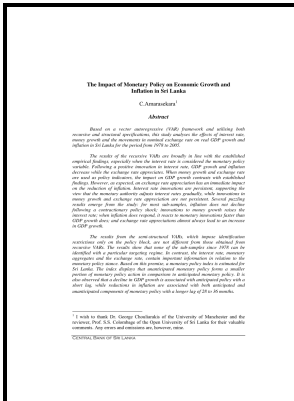 The Impact of Monetary Policy on Economic Growth and
Inflation in Sri Lanka
C.Amarasekara1
Abstract
Based on a vector autoregressive (VAR) framework and utilising both
recursive and structural specifications, this study analyses the effects of interest rate,
money growth and the movements in nominal exchange rate on real GDP growth and
inflation in Sri Lanka for the period from 1978 to 2005.
The results of the recursive VARs are broadly in line with the established
empirical findings, especially when the interest rate is considered the monetary policy
variable. Following a positive innovation in interest rate, GDP growth and inflation
decrease while the exchange rate appreciates. When money growth and exchange rate
are used as policy indicators, the impact on GDP growth contrasts with established
findings. However, as expected, an exchange rate appreciation has an immediate impact
on the reduction of inflation. Interest rate innovations are persistent, supporting the
view that the monetary authority adjusts interest rates gradually, while innovations to
money growth and exchange rate appreciation are not persistent. Several puzzling
results emerge from the study: for most sub-samples, inflation does not decline
following a contractionary policy shock; innovations to money growth raises the
interest rate; when inflation does respond, it reacts to monetary innovations faster than
GDP growth does; and exchange rate appreciations almost always lead to an increase
in GDP growth.
The results from the semi-structural VARs, which impose identification
restrictions only on the policy block, are not different from those obtained from
recursive VARs. The results show that none of the sub-samples since 1978 can be
identified with a particular targeting regime. In contrast, the interest rate, monetary
aggregates and the exchange rate, contain important information in relation to the
monetary policy stance. Based on this premise, a monetary policy index is estimated for
Sri Lanka. The index displays that unanticipated monetary policy forms a smaller
portion of monetary policy action in comparison to anticipated monetary policy. It is
also observed that a decline in GDP growth is associated with anticipated policy with a
short lag, while reductions in inflation are associated with both anticipated and
unanticipated components of monetary policy with a longer lag of 28 to 36 months.
1 I wish to thank Dr. George Chouliarakis of the University of Manchester and the
reviewer, Prof. S.S. Colombage of the Open University of Sri Lanka for their valuable
comments. Any errors and omissions are, however, mine.
CENTRAL BANK OF SRI LANKA